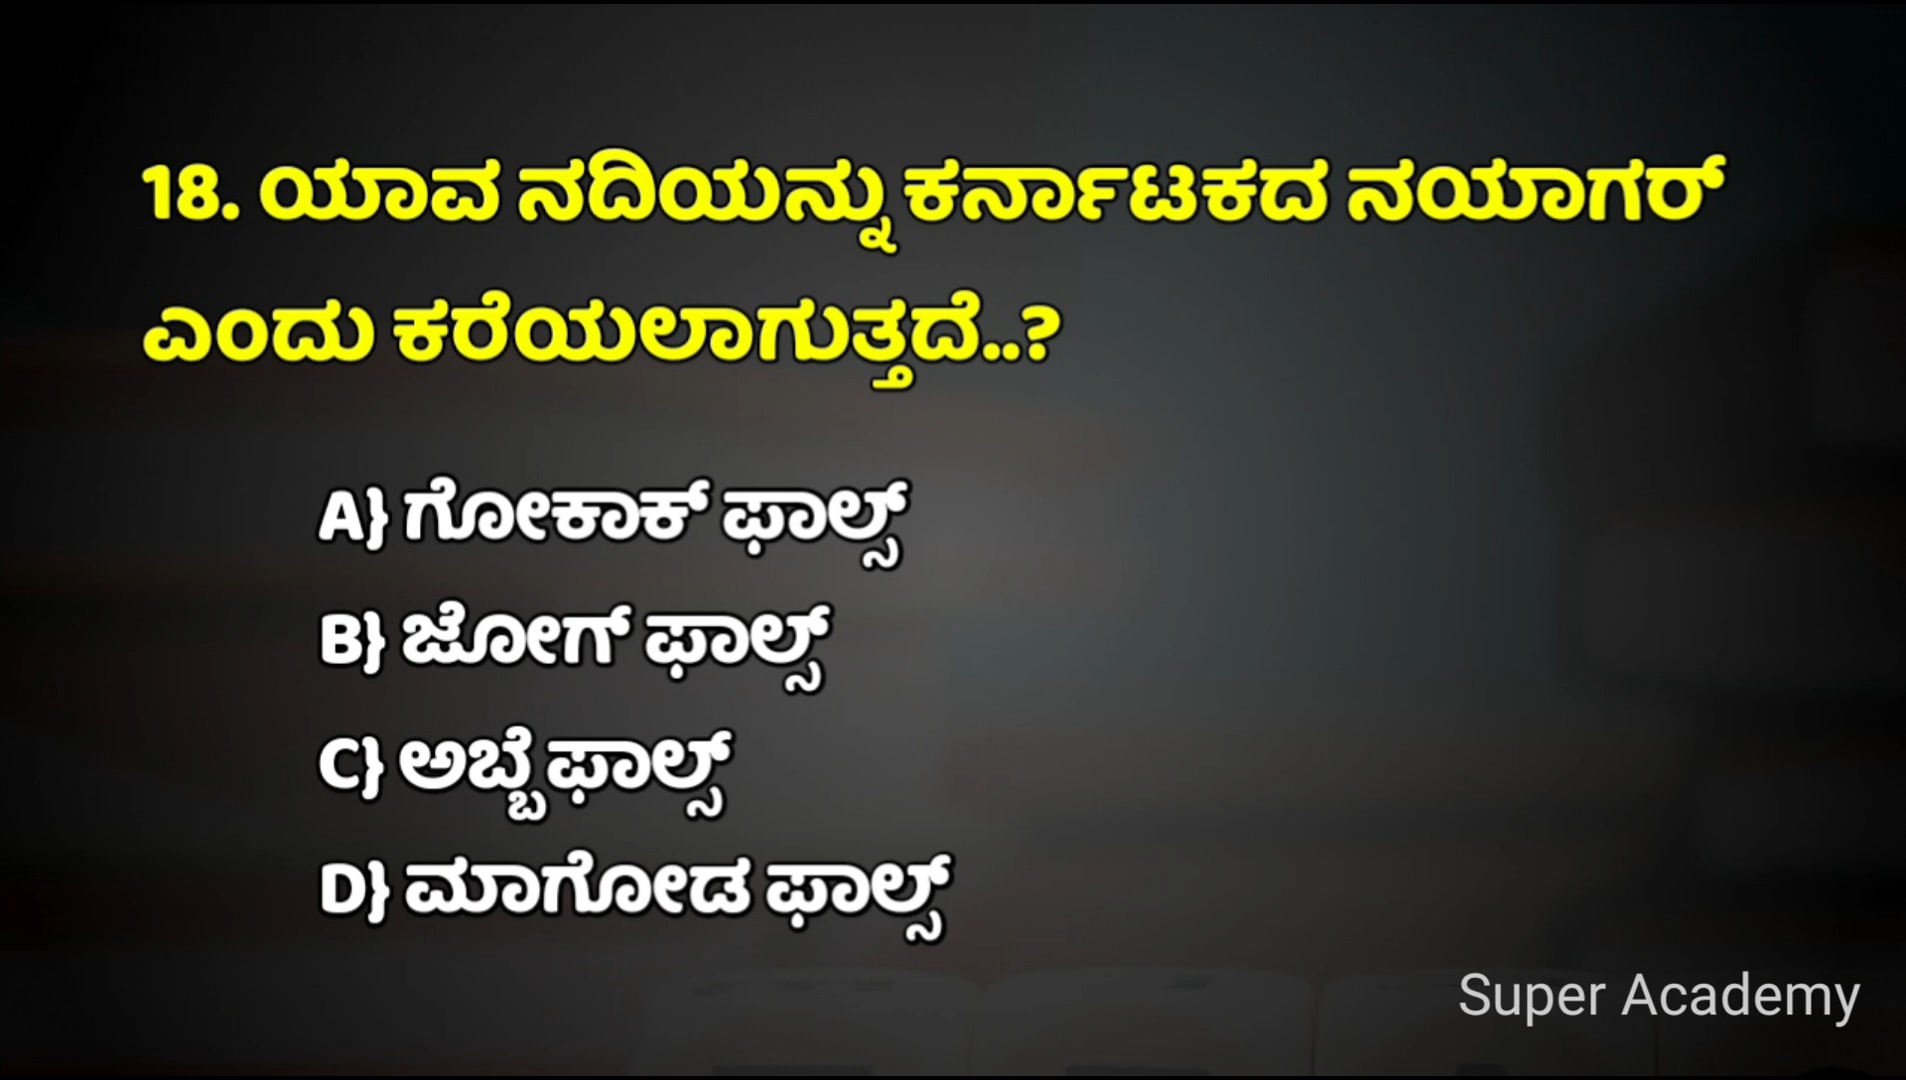 18. ಯಾವ ನದಿಯನ್ನು ಕರ್ನಾಟಕದ ನಯಾಗರ್
ಎಂದು ಕರೆಯಲಾಗುತ್ತದೆ..?
A} ಗೋಕಾಕ್ ಫಾಲ್ಸ್
B} ಜೋಗ್ ಫಾಲ್ಸ್
C} ಅಬ್ಬೆಫಾಲ್ಸ್
D} ಮಾಗೋಡ ಫಾಲ್ಸ್
Super Academy